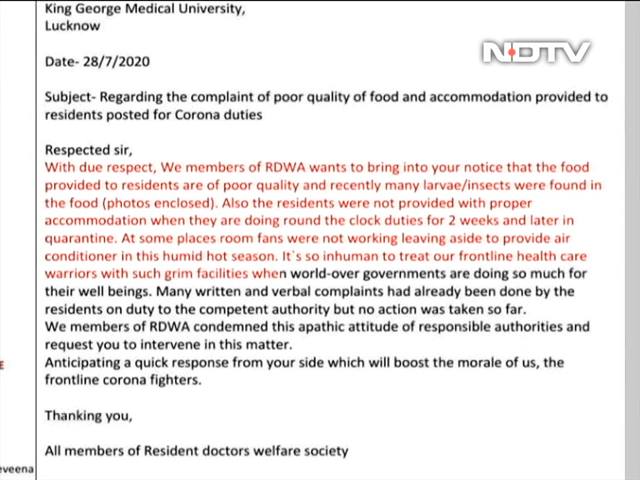 King George Medical University,
Lucknow
NDTV
Date- 28/7/2020
Subject- Regarding the complaint of poor quality of food and accommodation provided to
residents posted for Corona duties
Respected sir,
With due respect, We members of RDWA wants to bring into your notice that the food
provided to residents are of poor quality and recently many larvae/insects were found in
the food (photos enclosed). Also the residents were not provided with proper
accommodation when they are doing round the clock duties for 2 weeks and later in
quarantine. At some places room fans were not working leaving aside to provide air
conditioner in this humid hot season. It`s so inhuman to treat our frontline health care
warriors with such grim facilities when world-over governments are doing so much for
their well beings. Many written and verbal complaints had already been done by the
residents on duty to the competent authority but no action was taken so far.
We members of RDWA condemned this apathic attitude of responsible authorities and
request you to intervene in this matter.
Anticipating a quick response from your side which will boost the morale of us, the
frontline corona fighters.
Thanking you,
All members of Resident doctors welfare society